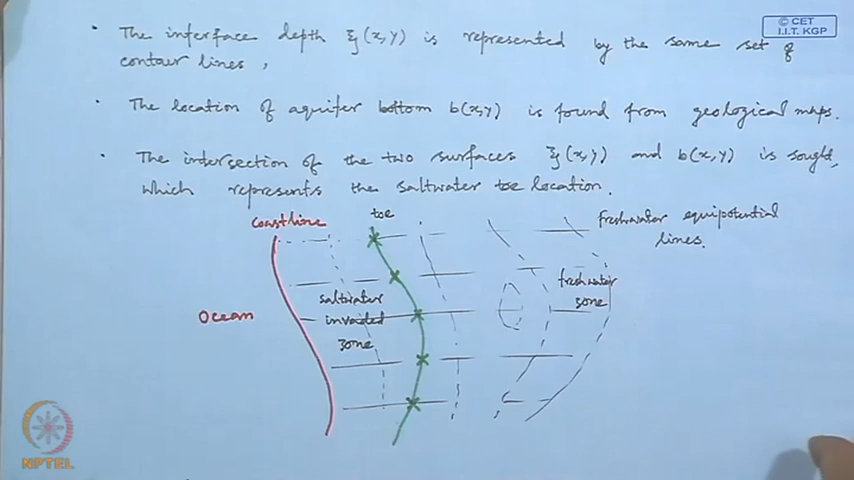 © CET
I.I.T. KGP
• The interface depth ξ(x,y) is represented by the same set of
contour lines,
• The location of aquifer bottom b(x,y) is found from geological maps.
• The intersection of the two surfaces ξ(x,y) and b(x,y) is sought,
which represents the saltwater toe location.
coastline
toe
freshwater equipotential
lines.
Ocean
saltwater
invaded
zone
freshwater
zone
NPTEL